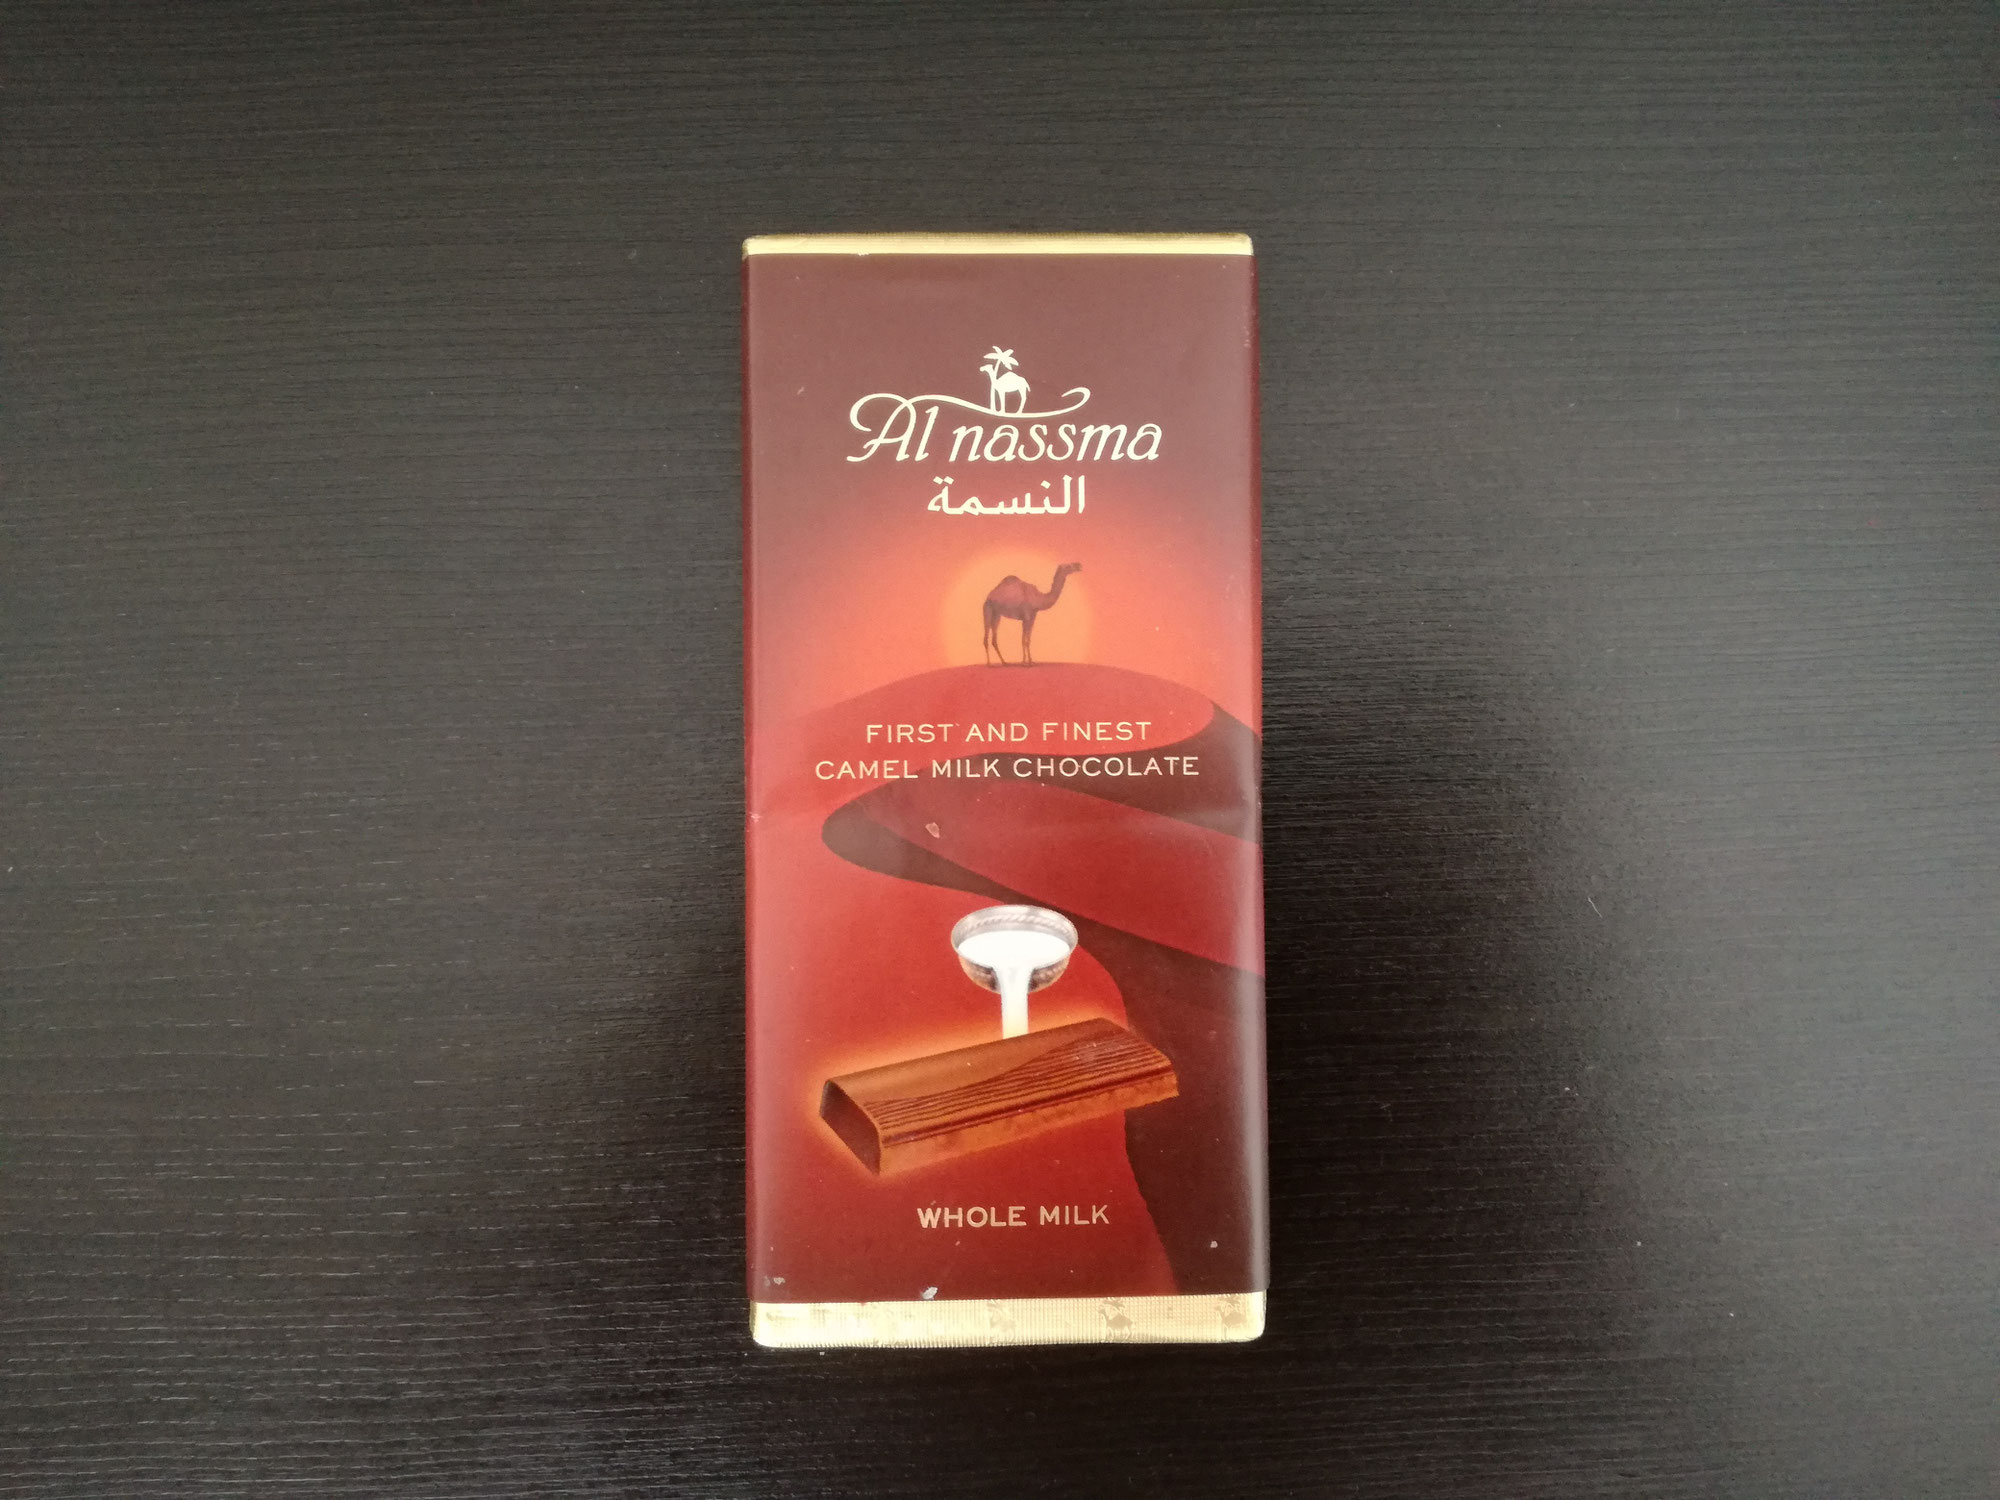 Al nassma
النسمة
FIRST AND FINEST
CAMEL MILK CHOCOLATE
WHOLE MILK